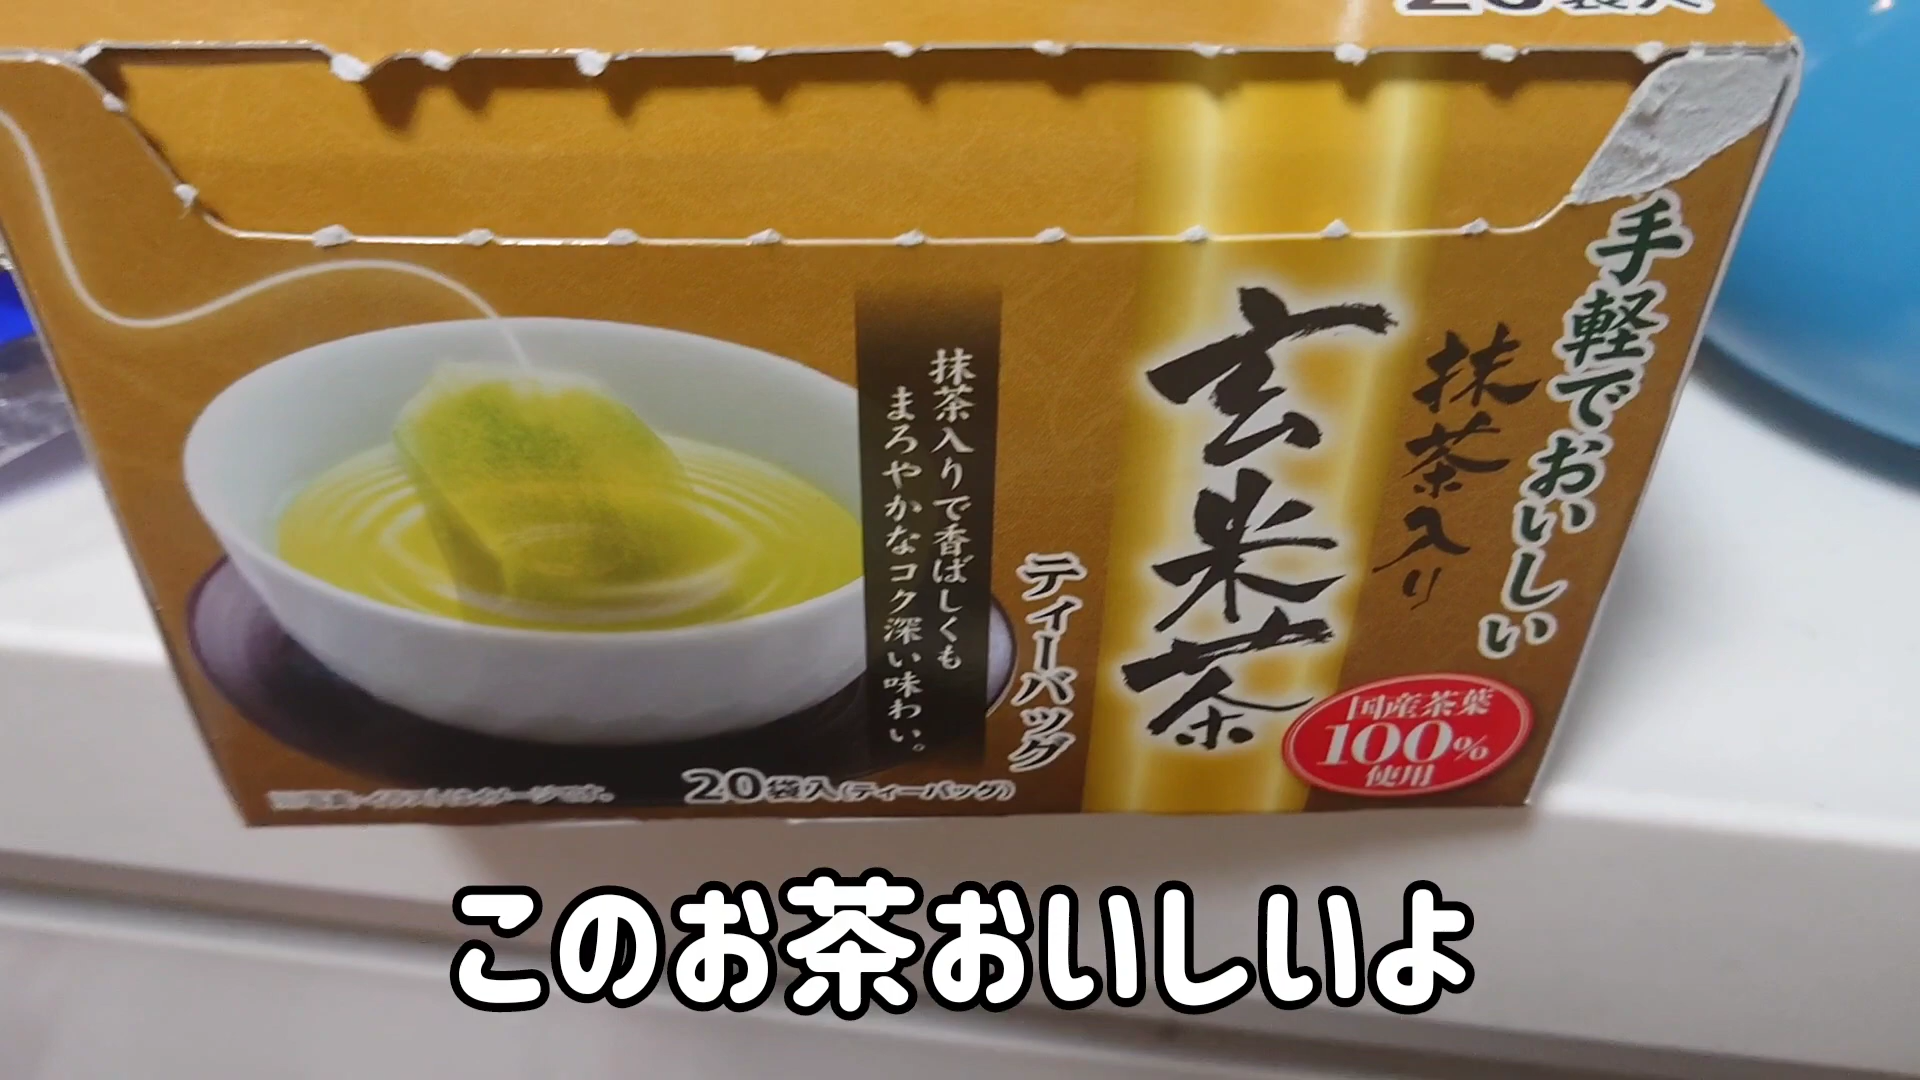 手軽でおいしい
抹茶入り
玄米茶
ティーバッグ
抹茶入りで香ばしくも
まろやかなコク深い味わい。
国産茶葉
100%
使用
20袋入(ティーバッグ)
このお茶おいしいよ